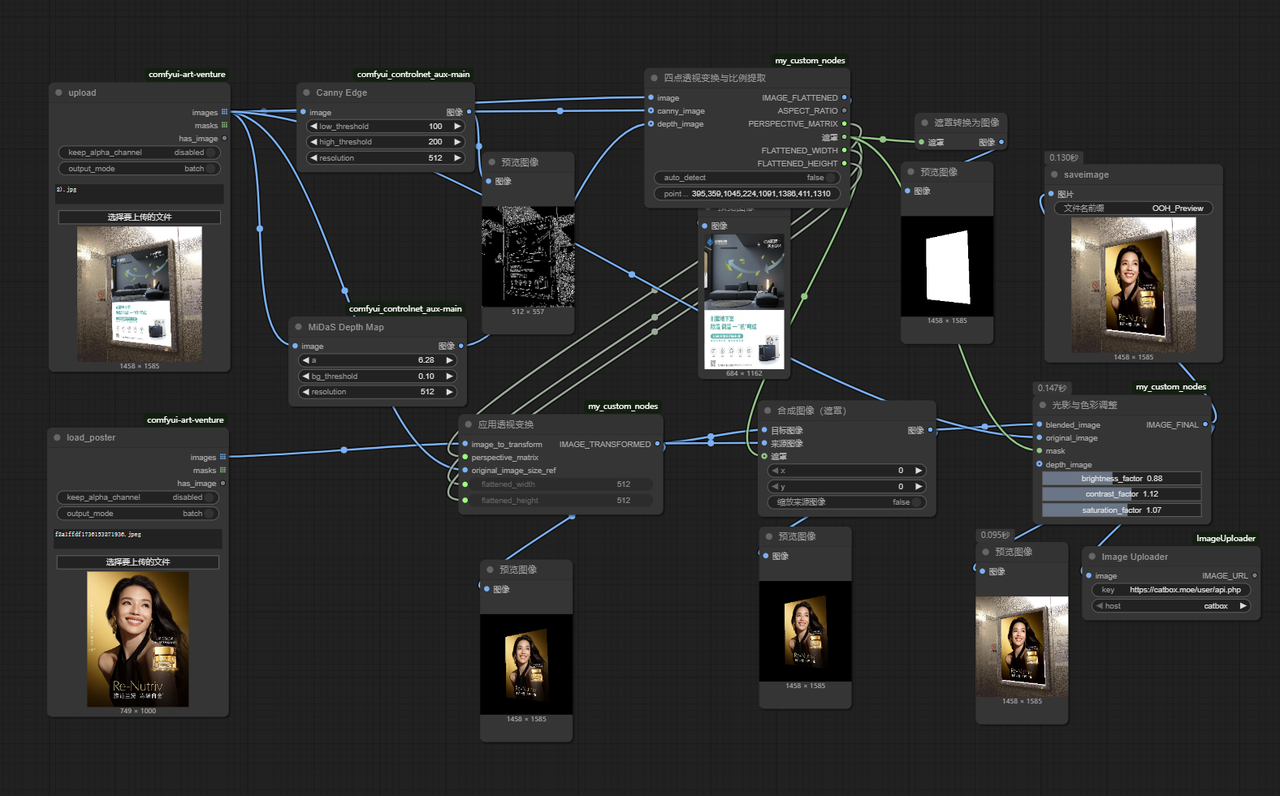 comfyui-art-venture
upload
images
masks
has_image
keep_alpha_channel disabled
output_mode batch
2).jpg
选择要上传的文件
1458 × 1585
comfyui_controlnet_aux-main
Canny Edge
image 图像
low_threshold 100
high_threshold 200
resolution 512
预览图像
图像
512 × 557
comfyui_controlnet_aux-main
MiDaS Depth Map
image 图像
a 6.28
bg_threshold 0.10
resolution 512
my_custom_nodes
四点透视变换与比例提取
image IMAGE_FLATTENED
canny_image ASPECT_RATIO
depth_image PERSPECTIVE_MATRIX
遮罩
FLATTENED_WIDTH
FLATTENED_HEIGHT
auto_detect false
point... 395,359,1045,224,1091,1386,411,1310
预览图像
图像
684 × 1162
遮罩转换为图像
遮罩 图像
预览图像
图像
1458 × 1585
0.130秒
saveimage
图片
文件名前缀 OOH_Preview
Re-Nutriv
1458 × 1585
comfyui-art-venture
load_poster
images
masks
has_image
keep_alpha_channel disabled
output_mode batch
f2a1ffdf1736153271936.jpeg
选择要上传的文件
Re-Nutriv
749 × 1000
my_custom_nodes
应用透视变换
image_to_transform IMAGE_TRANSFORMED
perspective_matrix
original_image_size_ref
flattened_width 512
flattened_height 512
预览图像
图像
1458 × 1585
合成图像（遮罩）
目标图像 图像
来源图像
遮罩
x 0
y 0
缩放来源图像 false
预览图像
图像
1458 × 1585
0.147秒
my_custom_nodes
光影与色彩调整
blended_image IMAGE_FINAL
original_image
mask
depth_image
brightness_factor 0.88
contrast_factor 1.12
saturation_factor 1.07
0.095秒
预览图像
图像
1458 × 1585
ImageUploader
Image Uploader
image IMAGE_URL
key https://catbox.moe/user/api.php
host catbox